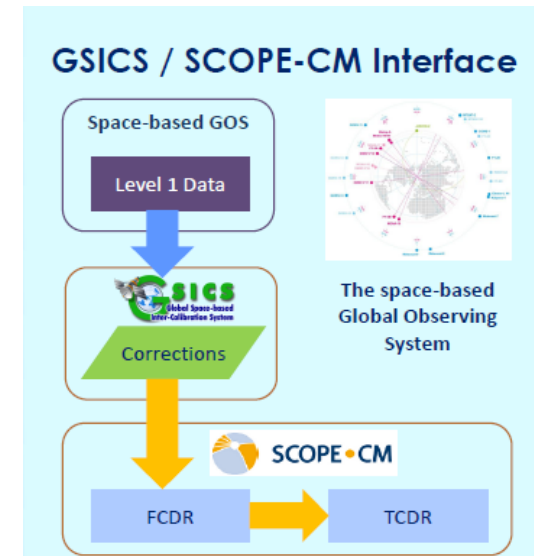 GSICS / SCOPE-CM Interface
Space-based GOS
Level 1 Data
GSICS
Global Space-based
Inter-Calibration System
Corrections
The space-based
Global Observing
System
SCOPE•CM
FCDR
TCDR